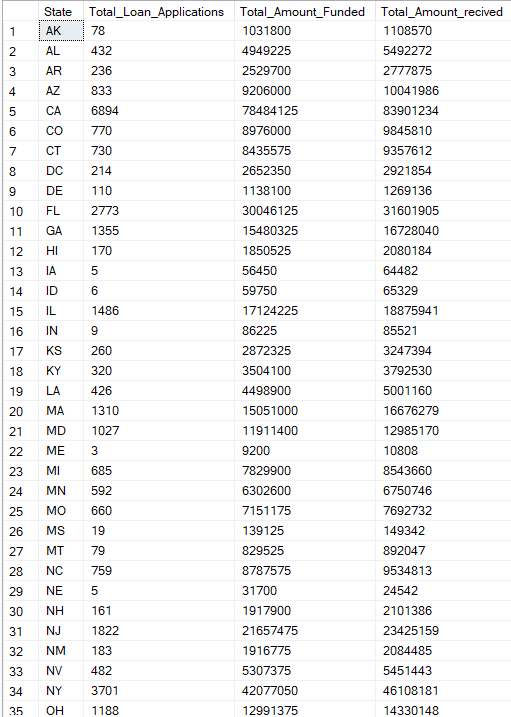 State Total_Loan_Applications Total_Amount_Funded Total_Amount_recived
1 AK 78 1031800 1108570
2 AL 432 4949225 5492272
3 AR 236 2529700 2777875
4 AZ 833 9206000 10041986
5 CA 6894 78484125 83901234
6 CO 770 8976000 9845810
7 CT 730 8435575 9357612
8 DC 214 2652350 2921854
9 DE 110 1138100 1269136
10 FL 2773 30046125 31601905
11 GA 1355 15480325 16728040
12 HI 170 1850525 2080184
13 IA 5 56450 64482
14 ID 6 59750 65329
15 IL 1486 17124225 18875941
16 IN 9 86225 85521
17 KS 260 2872325 3247394
18 KY 320 3504100 3792530
19 LA 426 4498900 5001160
20 MA 1310 15051000 16676279
21 MD 1027 11911400 12985170
22 ME 3 9200 10808
23 MI 685 7829900 8543660
24 MN 592 6302600 6750746
25 MO 660 7151175 7692732
26 MS 19 139125 149342
27 MT 79 829525 892047
28 NC 759 8787575 9534813
29 NE 5 31700 24542
30 NH 161 1917900 2101386
31 NJ 1822 21657475 23425159
32 NM 183 1916775 2084485
33 NV 482 5307375 5451443
34 NY 3701 42077050 46108181
35 OH 1188 12991375 14330148